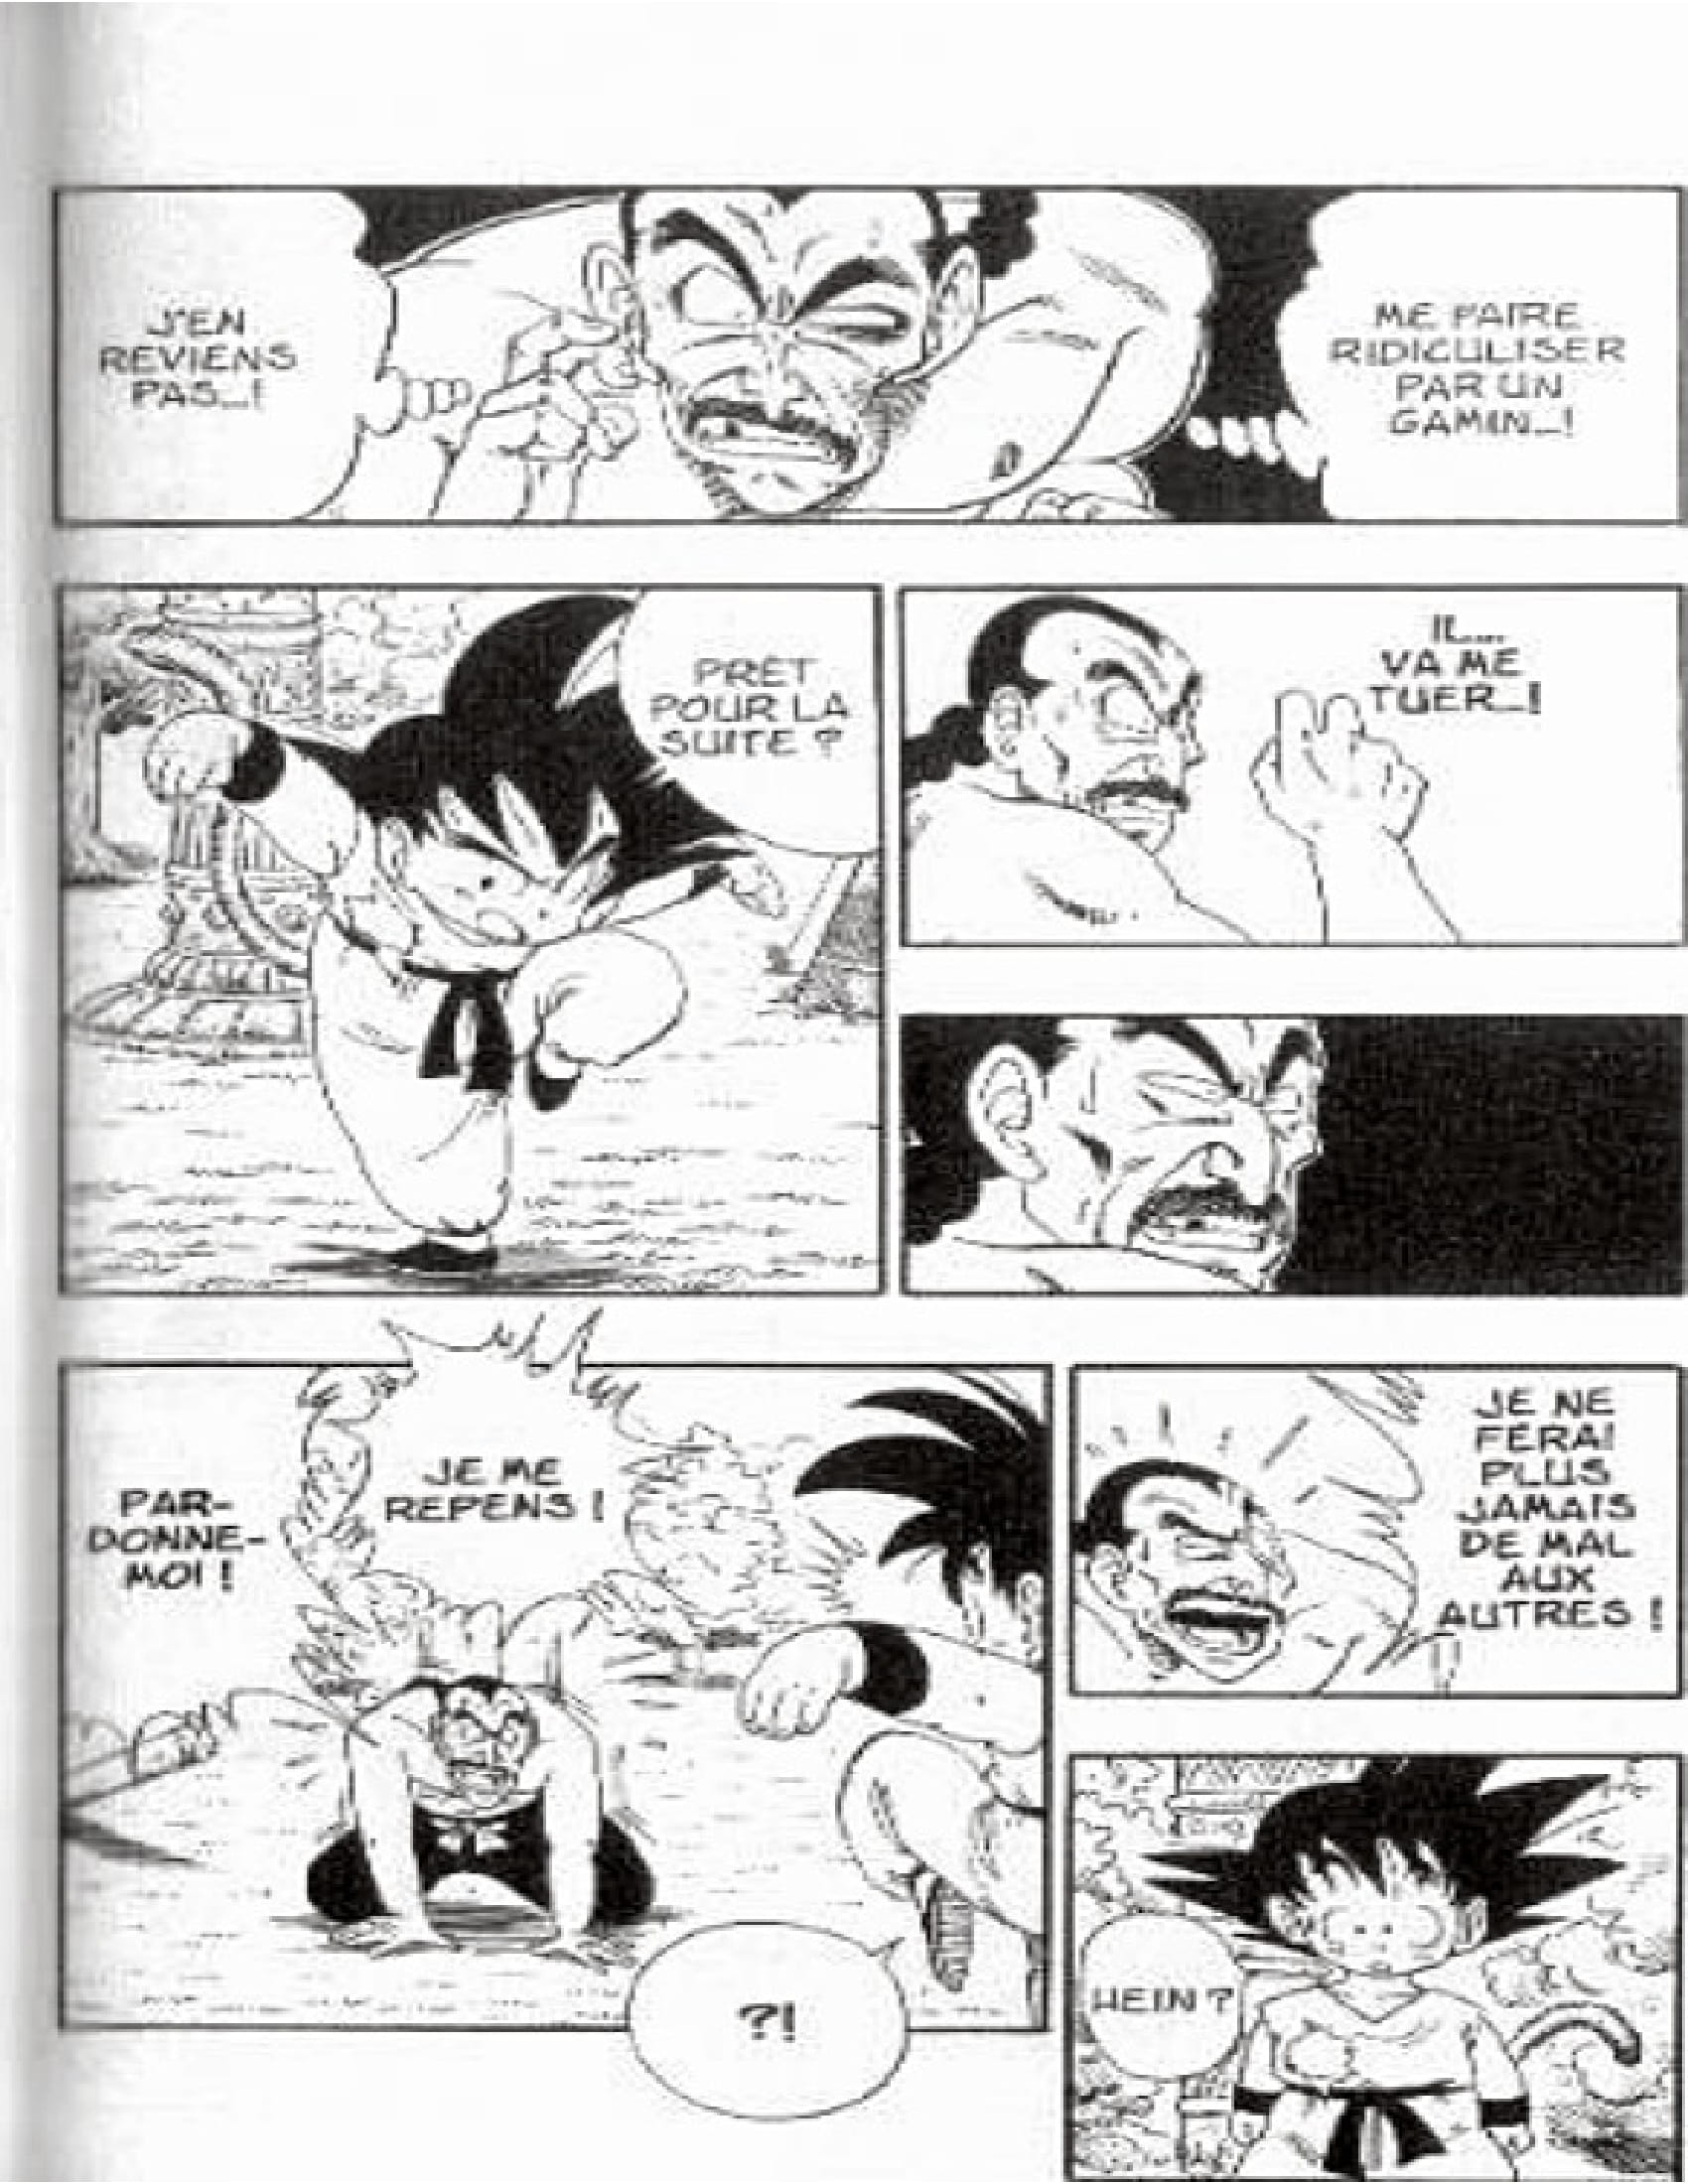 J'EN
REVIENS
PAS...!
ME FAIRE
RIDICULISER
PAR UN
GAMIN...!
PRÊT
POUR LA
SUITE ?
IL...
VA ME
TUER...!
PAR-
DONNE-
MOI !
JE ME
REPENS !
?!
JE NE
FERAI
PLUS
JAMAIS
DE MAL
AUX
AUTRES !
HEIN ?